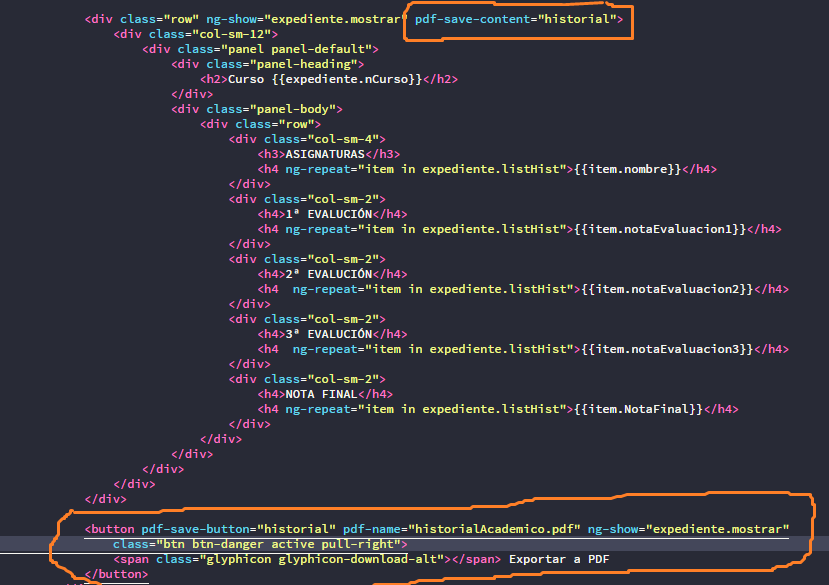 <div class="row" ng-show="expediente.mostrar" pdf-save-content="historial">
<div class="col-sm-12">
<div class="panel panel-default">
<div class="panel-heading">
<h2>Curso {{expediente.nCurso}}</h2>
</div>
<div class="panel-body">
<div class="row">
<div class="col-sm-4">
<h3>ASIGNATURAS</h3>
<h4 ng-repeat="item in expediente.listHist">{{item.nombre}}</h4>
</div>
<div class="col-sm-2">
<h4>1ª EVALUCIÓN</h4>
<h4 ng-repeat="item in expediente.listHist">{{item.notaEvaluacion1}}</h4>
</div>
<div class="col-sm-2">
<h4>2ª EVALUCIÓN</h4>
<h4  ng-repeat="item in expediente.listHist">{{item.notaEvaluacion2}}</h4>
</div>
<div class="col-sm-2">
<h4>3ª EVALUCIÓN</h4>
<h4  ng-repeat="item in expediente.listHist">{{item.notaEvaluacion3}}</h4>
</div>
<div class="col-sm-2">
<h4>NOTA FINAL</h4>
<h4 ng-repeat="item in expediente.listHist">{{item.NotaFinal}}</h4>
</div>
</div>
</div>
</div>
</div>
</div>
<button pdf-save-button="historial" pdf-name="historialAcademico.pdf" ng-show="expediente.mostrar"
class="btn btn-danger active pull-right">
<span class="glyphicon glyphicon-download-alt"></span> Exportar a PDF
</button>